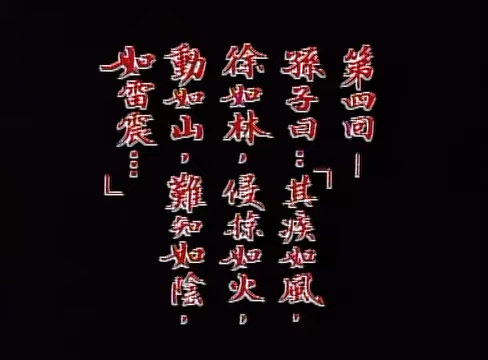 第四回—
孫子曰：「其疾如風，
徐如林，侵掠如火，
動如山，難知如陰，
如雷震…」